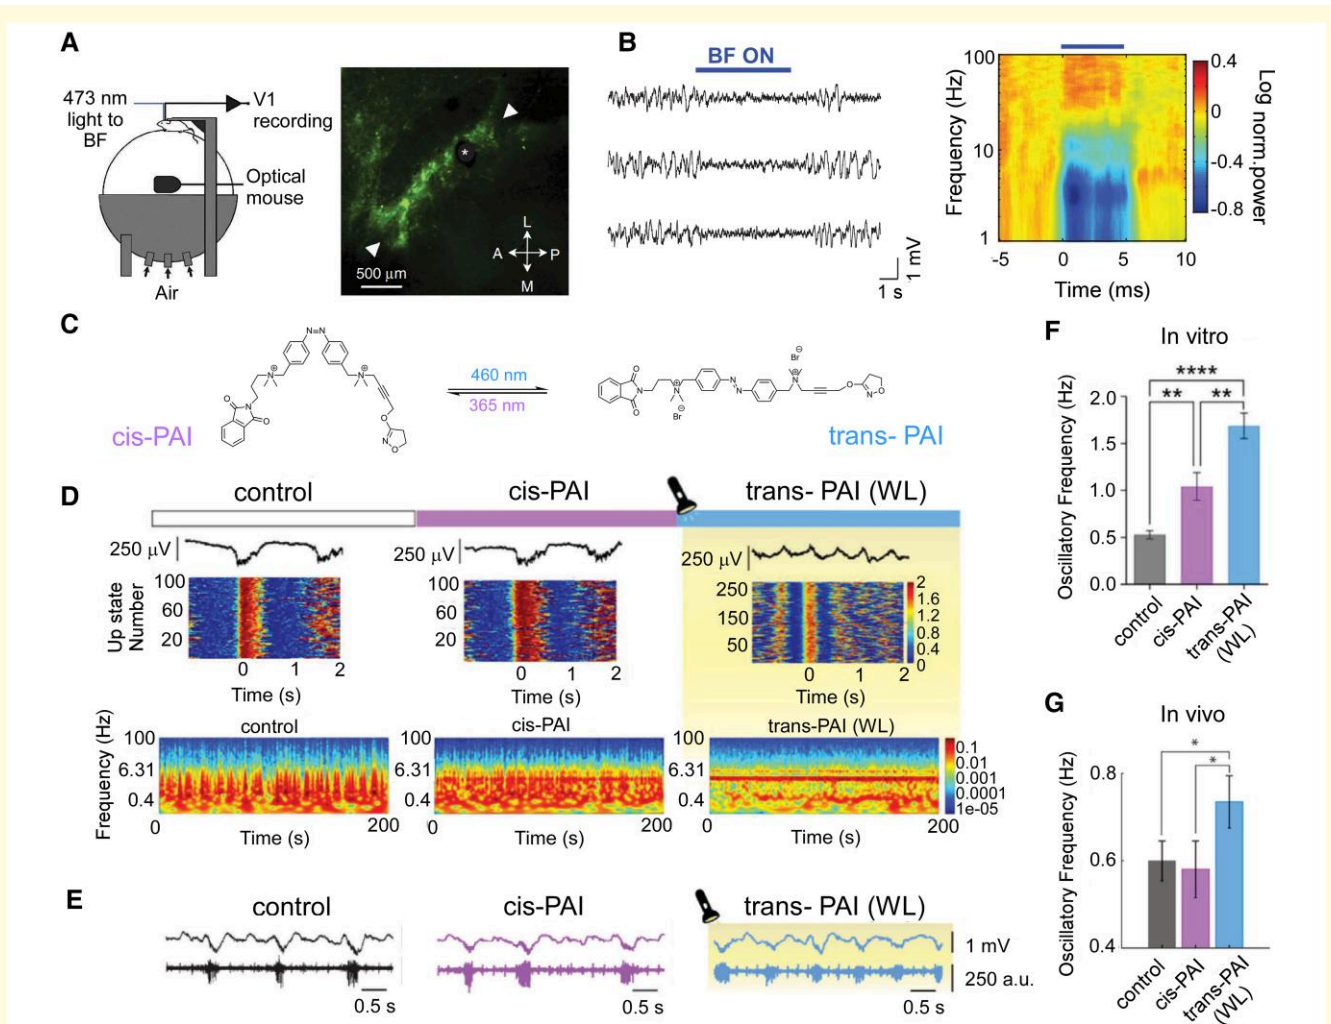 A
473 nm
light to
BF
V1
recording
Optical
mouse
Air
*
L
A P
M
500 µm
B
BF ON
1 mV
1 s
Frequency (Hz)
100
10
1
-5 0 5 10
Time (ms)
0.4
0
-0.4
-0.8
Log norm.power
C
N=N
N
⊕
N
O
O
O
N
O
cis-PAI
460 nm
365 nm
Br
⊖
N
O
O
N
⊕
Br
⊖
N
N
N
⊕
O
N
O
trans- PAI
D
control
cis-PAI
trans- PAI (WL)
250 µV
250 µV
250 µV
Up state
Number
100
60
20
0 1 2
Time (s)
100
60
20
0 1 2
Time (s)
250
150
50
0 1 2
Time (s)
2
1.6
1.2
0.8
0.4
0
Frequency (Hz)
control
100
6.31
0.4
0 200
Time (s)
cis-PAI
100
6.31
0.4
0 200
Time (s)
trans-PAI (WL)
100
6.31
0.4
0 200
Time (s)
0.1
0.01
0.001
0.0001
1e-05
E
control
cis-PAI
trans- PAI (WL)
0.5 s
0.5 s
1 mV
250 a.u.
0.5 s
F
In vitro
****
** **
Oscillatory Frequency (Hz)
2.0
1.5
1.0
0.5
0.0
control
cis-PAI
trans-PAI
(WL)
G
In vivo
*
*
Oscillatory Frequency (Hz)
0.8
0.6
0.4
control
cis-PAI
trans-PAI
(WL)